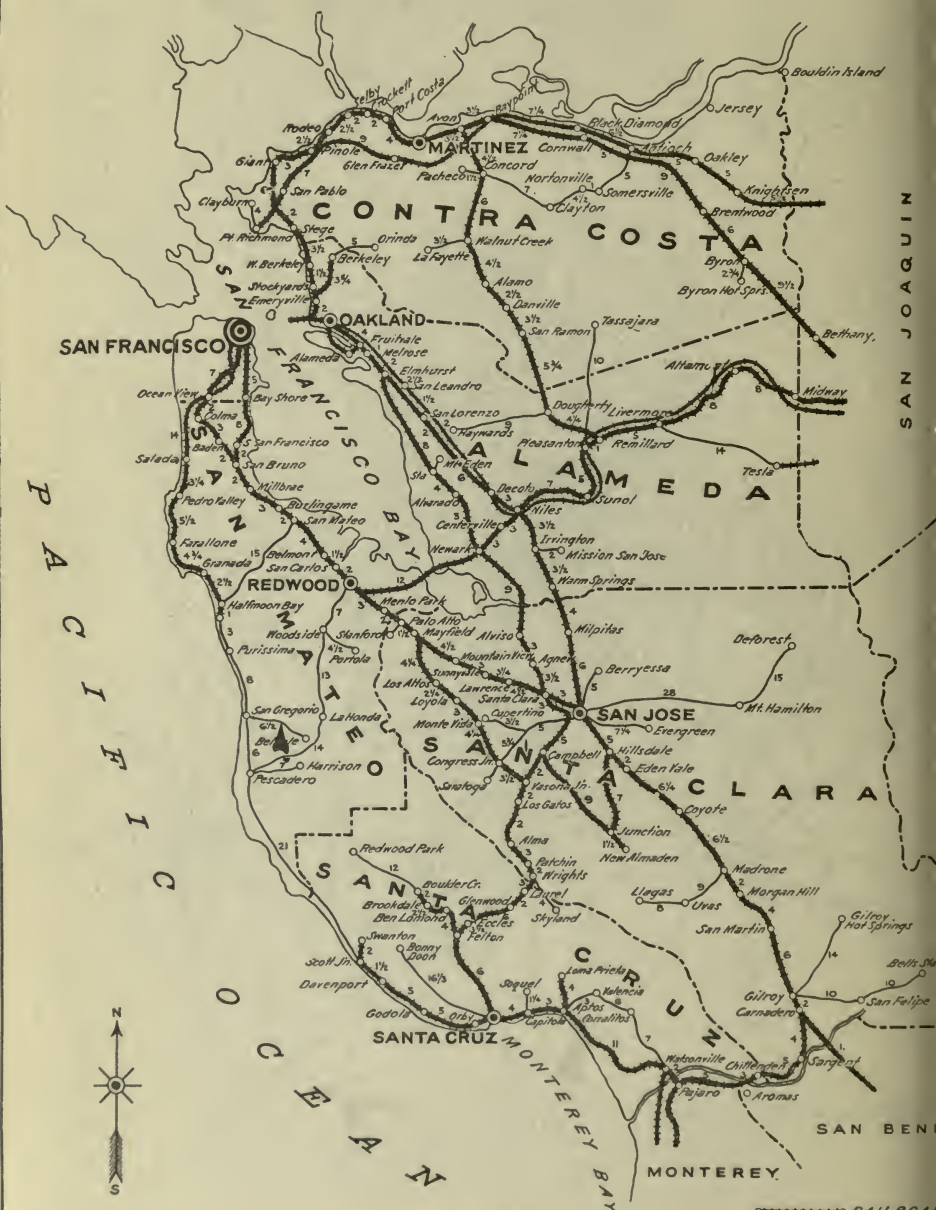 Bouldin Island
Jersey
Selby
Crockett
Port Costa
Avon
Baypoint
Black Diamond
Rodeo
MARTINEZ
Cornwall
Antioch
Oakley
Giant
Pinole
Glen Frazer
Concord
Pacheco
Nortonville
Somersville
Knightsen
San Pablo
Clayburn
Clayton
Brentwood
CONTRA COSTA
Pt. Richmond
Stege
Orinda
La Fayette
Walnut Creek
W. Berkeley
Berkeley
Byron
Byron Hot Sprs.
Alamo
Stockyards
Emeryville
Danville
SAN JOAQUIN
OAKLAND
San Ramon
Tassajara
Bethany.
SAN FRANCISCO
Fruitvale
Melrose
Alameda
Elmhurst
San Leandro
Altamont
Midway
SAN FRANCISCO BAY
Ocean View
Bay Shore
Colma
San Lorenzo
Haywards
Dougherty
Livermore
Pleasanton
Remillard
Baden
S. San Francisco
San Bruno
Salada
Mt. Eden
ALAMEDA
Tesla
Millbrae
Alvarado
Decoto
Sunol
Pedro Valley
Burlingame
San Mateo
Niles
Centerville
Farallone
Belmont
San Carlos
Newark
Irvington
Mission San Jose
Granada
REDWOOD
Warm Springs
Halfmoon Bay
Menlo Park
Palo Alto
Mayfield
Stanford
Woodside
Portola
Alviso
Milpitas
Purissima
Mountain View
Agnew
Deforest
Sunnyvale
Lawrence
Santa Clara
Berryessa
Los Altos
Loyola
SAN MATEO
San Gregorio
La Honda
Monte Vida
Cupertino
SAN JOSE
Mt. Hamilton
Evergreen
Harrison
Pescadero
Congress Jn.
Saratoga
Campbell
Hillsdale
Eden Vale
Vasona Jn.
SANTA CLARA
Los Gatos
Coyote
Junction
New Almaden
Alma
Redwood Park
Patchin
Wrights
Madrone
Morgan Hill
Boulder Cr.
Brookdale
Ben Lomond
Laurel
Glenwood
Eccles
Felton
Skyland
Llagas
Uvas
SANTA CRUZ
San Martin
Gilroy Hot Springs
Swanton
Bonny Doon
Scott Jn.
Davenport
Loma Prieta
Valencia
Soquel
Gilroy
San Felipe
Carnadero
Godola
Orby
SANTA CRUZ
Capitola
Aptos
Corralitos
Watsonville
Chittenden
Sargent
Pajaro
Aromas
MONTEREY BAY
PACIFIC OCEAN
N
S
SAN BEN
MONTEREY.